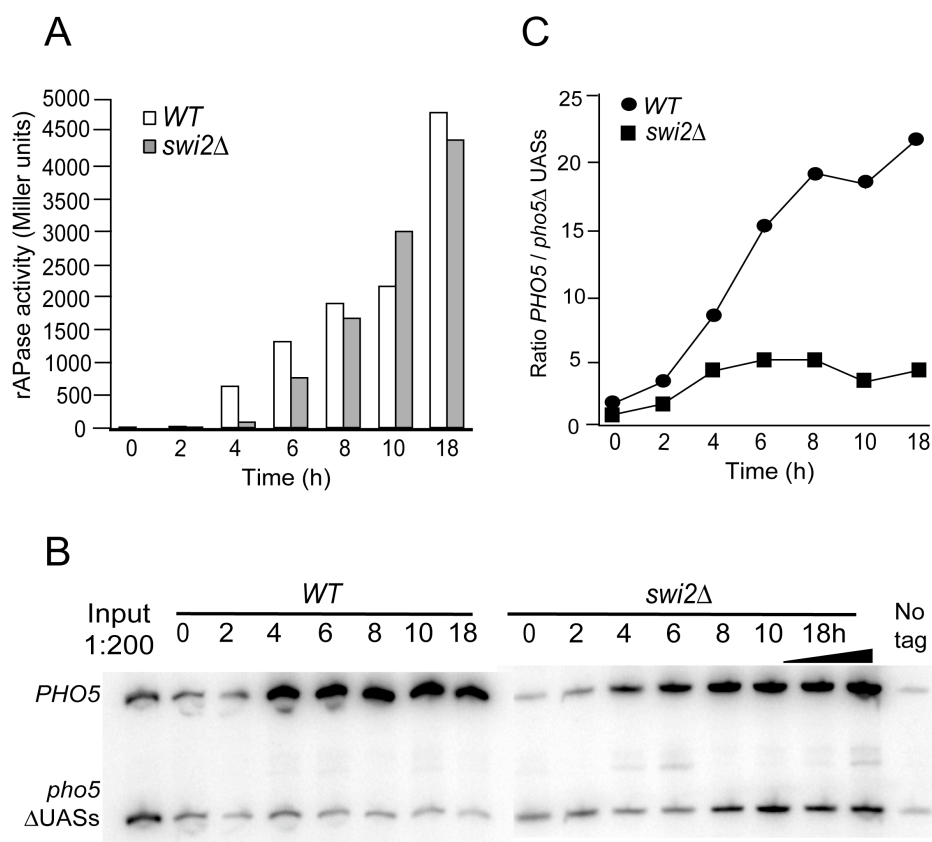 A
rAPase activity (Miller units)
5000
4500
4000
3500
3000
2500
2000
1500
1000
500
0
WT
swi2Δ
0 2 4 6 8 10 18
Time (h)
C
Ratio PHO5 / pho5Δ UASs
25
20
15
10
5
0
WT
swi2Δ
0 2 4 6 8 10 18
Time (h)
B
Input
1:200
WT
0 2 4 6 8 10 18
swi2Δ
0 2 4 6 8 10 18h
No
tag
PHO5
pho5
ΔUASs